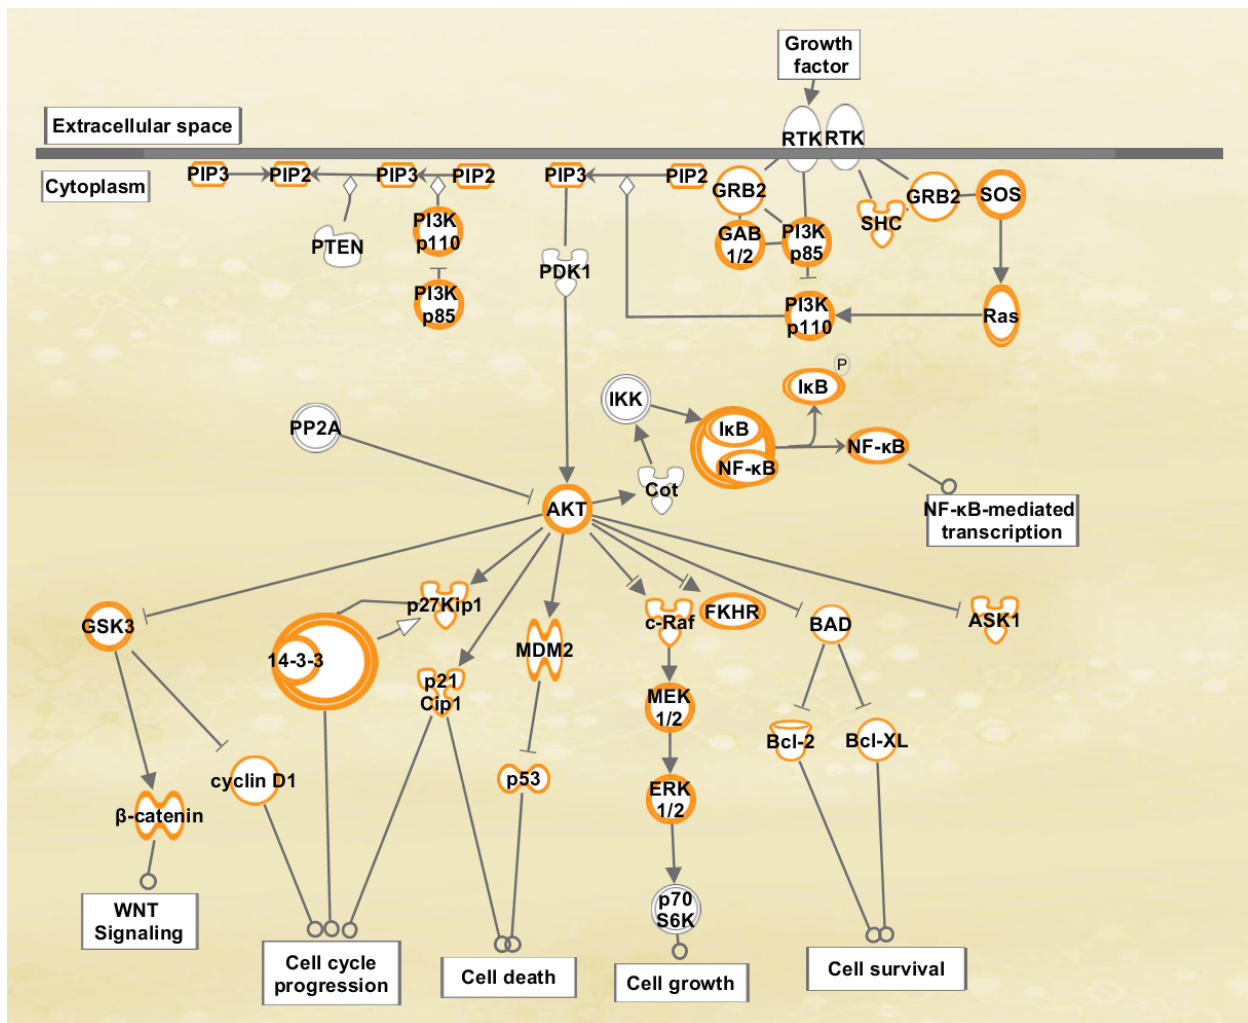 Growth
factor
Extracellular space
RTK
RTK
Cytoplasm
PIP3
PIP2
PIP3
PIP2
PIP3
PIP2
GRB2
GRB2
SOS
SHC
PTEN
PI3K
p110
PDK1
GAB
1/2
PI3K
p85
PI3K
p85
PI3K
p110
Ras
P
IκB
IKK
IκB
NF-κB
NF-κB
PP2A
Cot
AKT
NF-κB-mediated
transcription
GSK3
p27Kip1
c-Raf
FKHR
BAD
ASK1
14-3-3
MDM2
p21
Cip1
MEK
1/2
Bcl-2
Bcl-XL
cyclin D1
p53
ERK
1/2
β-catenin
p70
S6K
WNT
Signaling
Cell cycle
progression
Cell death
Cell growth
Cell survival